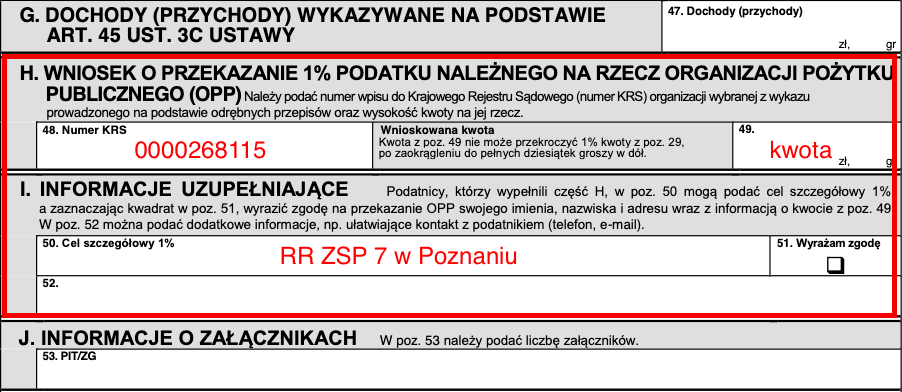 G. DOCHODY (PRZYCHODY) WYKAZYWANE NA PODSTAWIE
ART. 45 UST. 3C USTAWY
47. Dochody (przychody)
zł, gr
H. WNIOSEK O PRZEKAZANIE 1% PODATKU NALEŻNEGO NA RZECZ ORGANIZACJI POŻYTKU
PUBLICZNEGO (OPP) Należy podać numer wpisu do Krajowego Rejestru Sądowego (numer KRS) organizacji wybranej z wykazu
prowadzonego na podstawie odrębnych przepisów oraz wysokość kwoty na jej rzecz.
48. Numer KRS
0000268115
Wnioskowana kwota
Kwota z poz. 49 nie może przekroczyć 1% kwoty z poz. 29,
po zaokrągleniu do pełnych dziesiątek groszy w dół.
49.
kwota zł, g
I. INFORMACJE UZUPEŁNIAJĄCE Podatnicy, którzy wypełnili część H, w poz. 50 mogą podać cel szczegółowy 1%
a zaznaczając kwadrat w poz. 51, wyrazić zgodę na przekazanie OPP swojego imienia, nazwiska i adresu wraz z informacją o kwocie z poz. 49
W poz. 52 można podać dodatkowe informacje, np. ułatwiające kontakt z podatnikiem (telefon, e-mail).
50. Cel szczegółowy 1%
RR ZSP 7 w Poznaniu
51. Wyrażam zgodę
52.
J. INFORMACJE O ZAŁĄCZNIKACH W poz. 53 należy podać liczbę załączników.
53. PIT/ZG